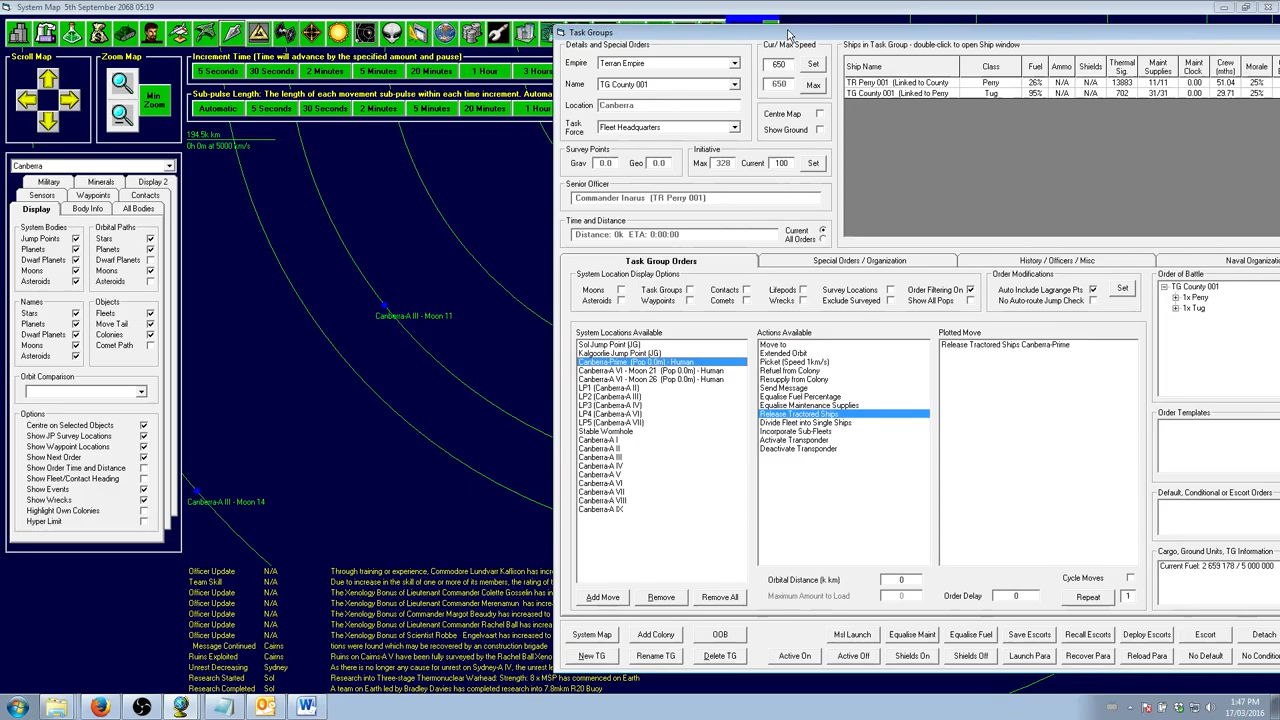 System Map 5th September 2068 05:19
Scroll Map
Zoom Map
Min
Zoom
Increment Time (Time will advance by the specified amount and pause)
5 Seconds 30 Seconds 2 Minutes 5 Minutes 20 Minutes 1 Hour 3 Hours
Sub-pulse Length: The length of each movement sub-pulse within each time increment. Automa
Automatic 5 Seconds 30 Seconds 2 Minutes 5 Minutes 20 Minutes 1 Hour
194.5k km
0h 0m at 5000 km/s
Canberra
Military Minerals Display 2
Sensors Waypoints Contacts
Display Body Info All Bodies
System Bodies
Jump Points
Planets
Dwarf Planets
Moons
Asteroids
Orbital Paths
Stars
Planets
Dwarf Planets
Moons
Asteroids
Names
Stars
Planets
Dwarf Planets
Moons
Asteroids
Objects
Fleets
Move Tail
Colonies
Comet Path
Orbit Comparison
Options
Centre on Selected Objects
Show JP Survey Locations
Show Waypoint Locations
Show Next Order
Show Order Time and Distance
Show Fleet/Contact Heading
Show Events
Show Wrecks
Highlight Own Colonies
Hyper Limit
Canberra-A III - Moon 11
Canberra-A III - Moon 14
Officer Update N/A Through training or experience, Commodore Lundvarr Kallison has incre
Team Skill N/A Due to increase in the skill of one or more of its members, the rating of t
Officer Update N/A The Xenology Bonus of Lieutenant Commander Colette Gosselin has incr
Officer Update N/A The Xenology Bonus of Lieutenant Commander Merenamun has increas
Officer Update N/A The Xenology Bonus of Commander Margot Beaudry has increased to
Officer Update N/A The Xenology Bonus of Lieutenant Commander Rachel Ball has increase
Officer Update N/A The Xenology Bonus of Scientist Robbe Engelvaart has increased to
Message Continued Cairns tions were found which may be recovered by an construction brigade
Ruins Exploited Cairns Ruins on Cairns-A V have been fully surveyed by the Rachel Ball Xeno
Unrest Decreasing Sydney As there is no longer any cause for unrest on Sydney-A IV, the unrest le
Research Started Sol Research into Three-stage Thermonuclear Warhead: Strength: 8 x MSP has commenced on Earth
Research Completed Sol A team on Earth led by Bradley Davies has completed research into 7.8mkm R20 Buoy
Task Groups
Details and Special Orders
Empire Terran Empire
Name TG County 001
Location Canberra
Task
Force Fleet Headquarters
Cur/ Max Speed
650 Set
650 Max
Centre Map
Show Ground
Survey Points
Grav 0.0 Geo 0.0
Initiative
Max 328 Current 100 Set
Senior Officer
Commander Inarus (TR Perry 001)
Time and Distance
Distance: 0k ETA: 0:00:00
Current
All Orders
Ships in Task Group - double-click to open Ship window
Ship Name Class Fuel Ammo Shields Thermal Sig. Maint Supplies Maint Clock Crew (mths) Morale
TR Perry 001 (Linked to County Perry 26% N/A N/A 13883 11/11 0.00 51.04 25%
Tg County 001 (Linked to Perry Tug 95% N/A N/A 702 31/31 0.00 29.71 25%
Task Group Orders Special Orders / Organization History / Officers / Misc Naval Organizatio
System Location Display Options
Moons Task Groups Contacts Lifepods Survey Locations Order Filtering On
Asteroids Waypoints Comets Wrecks Exclude Surveyed Show All Pops
Order Modifications
Auto Include Lagrange Pts Set
No Auto-route Jump Check
Order of Battle
TG County 001
1x Perry
1x Tug
System Locations Available
Sol Jump Point (JG)
Kalgoorlie Jump Point (JG)
Canberra-Prime (Pop 0.0m) - Human
Canberra-A VI - Moon 21 (Pop 0.0m) - Human
Canberra-A VI - Moon 26 (Pop 0.0m) - Human
LP1 (Canberra-A II)
LP2 (Canberra-A III)
LP3 (Canberra-A IV)
LP4 (Canberra-A VI)
LP5 (Canberra-A VII)
Stable Wormhole
Canberra-A I
Canberra-A II
Canberra-A III
Canberra-A IV
Canberra-A V
Canberra-A VI
Canberra-A VII
Canberra-A VIII
Canberra-A IX
Actions Available
Move to
Extended Orbit
Picket (Speed 1km/s)
Refuel from Colony
Resupply from Colony
Send Message
Equalise Fuel Percentage
Equalise Maintenance Supplies
Release Tractored Ships
Divide Fleet into Single Ships
Incorporate Sub-Fleets
Activate Transponder
Deactivate Transponder
Plotted Move
Release Tractored Ships Canberra-Prime
Order Templates
Default, Conditional or Escort Orders
Cargo, Ground Units, TG Information
Current Fuel: 2 659 178 / 5 000 000
Orbital Distance (k km) 0
Maximum Amount to Load 0
Cycle Moves
Order Delay 0 Repeat 1
Add Move Remove Remove All
System Map Add Colony OOB Msl Launch Equalise Maint Equalise Fuel Save Escorts Recall Escorts Deploy Escorts Escort Detach
New TG Rename TG Delete TG Active On Active Off Shields On Shields Off Launch Para Recover Para Reload Para No Default No Condition
1:47 PM
17/03/2016